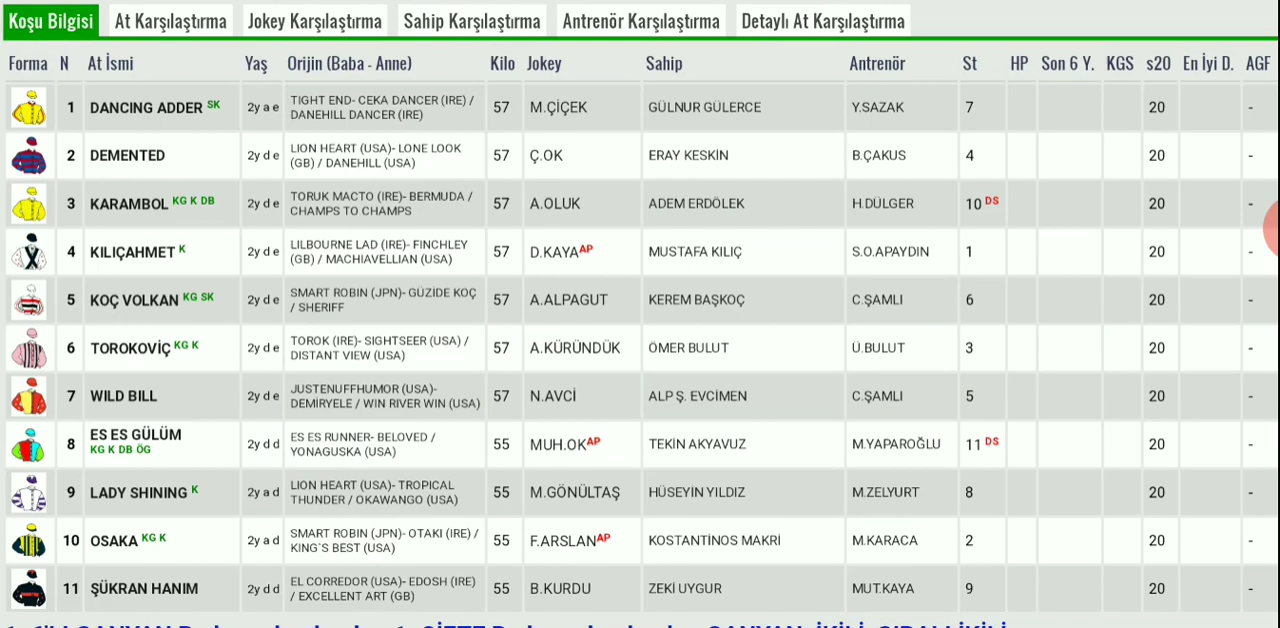 Koşu Bilgisi At Karşılaştırma Jokey Karşılaştırma Sahip Karşılaştırma Antrenör Karşılaştırma Detaylı At Karşılaştırma
Forma N At İsmi Yaş Orijin (Baba - Anne) Kilo Jokey Sahip Antrenör St HP Son 6 Y. KGS s20 En İyi D. AGF
1 DANCING ADDER SK 2y a e TIGHT END- CEKA DANCER (IRE) / DANEHILL DANCER (IRE) 57 M.ÇİÇEK GÜLNUR GÜLERCE Y.SAZAK 7 20 -
2 DEMENTED 2y d e LION HEART (USA)- LONE LOOK (GB) / DANEHILL (USA) 57 Ç.OK ERAY KESKİN B.ÇAKUS 4 20 -
3 KARAMBOL KG K DB 2y d e TORUK MACTO (IRE)- BERMUDA / CHAMPS TO CHAMPS 57 A.OLUK ADEM ERDÖLEK H.DÜLGER 10 DS 20 -
4 KILIÇAHMET K 2y d e LILBOURNE LAD (IRE)- FINCHLEY (GB) / MACHIAVELLIAN (USA) 57 D.KAYA AP MUSTAFA KILIÇ S.O.APAYDIN 1 20 -
5 KOÇ VOLKAN KG SK 2y d e SMART ROBIN (JPN)- GÜZİDE KOÇ / SHERIFF 57 A.ALPAGUT KEREM BAŞKOÇ C.ŞAMLI 6 20 -
6 TOROKOVİÇ KG K 2y d e TOROK (IRE)- SIGHTSEER (USA) / DISTANT VIEW (USA) 57 A.KÜRÜNDÜK ÖMER BULUT Ü.BULUT 3 20 -
7 WILD BILL 2y d e JUSTENUFFHUMOR (USA)- DEMİRYELE / WIN RIVER WIN (USA) 57 N.AVCİ ALP Ş. EVCİMEN C.ŞAMLI 5 20 -
8 ES ES GÜLÜM KG K DB ÖG 2y d d ES ES RUNNER- BELOVED / YONAGUSKA (USA) 55 MUH.OK AP TEKİN AKYAVUZ M.YAPAROĞLU 11 DS 20 -
9 LADY SHINING K 2y a d LION HEART (USA)- TROPICAL THUNDER / OKAWANGO (USA) 55 M.GÖNÜLTAŞ HÜSEYİN YILDIZ M.ZELYURT 8 20 -
10 OSAKA KG K 2y a d SMART ROBIN (JPN)- OTAKI (IRE) / KING`S BEST (USA) 55 F.ARSLAN AP KOSTANTİNOS MAKRİ M.KARACA 2 20 -
11 ŞÜKRAN HANIM 2y d d EL CORREDOR (USA)- EDOSH (IRE) / EXCELLENT ART (GB) 55 B.KURDU ZEKİ UYGUR MUT.KAYA 9 20 -